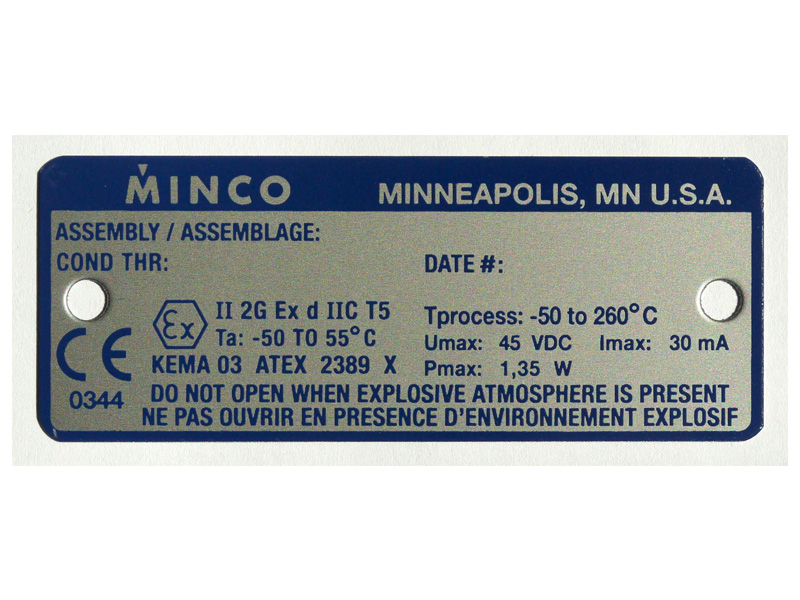 MINCO MINNEAPOLIS, MN U.S.A.
ASSEMBLY / ASSEMBLAGE:
COND THR: DATE #:
Ex II 2G Ex d IIC T5 Tprocess: -50 to 260°C
Ta: -50 TO 55°C Umax: 45 VDC Imax: 30 mA
CE KEMA 03 ATEX 2389 X Pmax: 1,35 W
0344 DO NOT OPEN WHEN EXPLOSIVE ATMOSPHERE IS PRESENT
NE PAS OUVRIR EN PRESENCE D'ENVIRONNEMENT EXPLOSIF